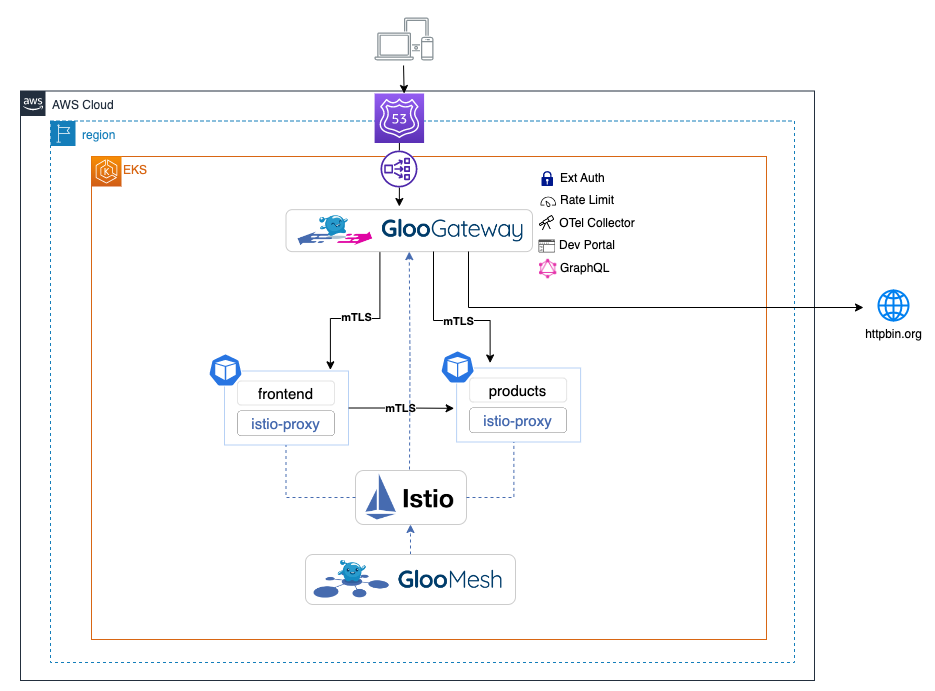 aws
AWS Cloud
53
region
EKS
Ext Auth
Rate Limit
GlooGateway
OTel Collector
Dev Portal
GraphQL
mTLS
mTLS
httpbin.org
frontend
products
istio-proxy
mTLS
istio-proxy
Istio
GlooMesh